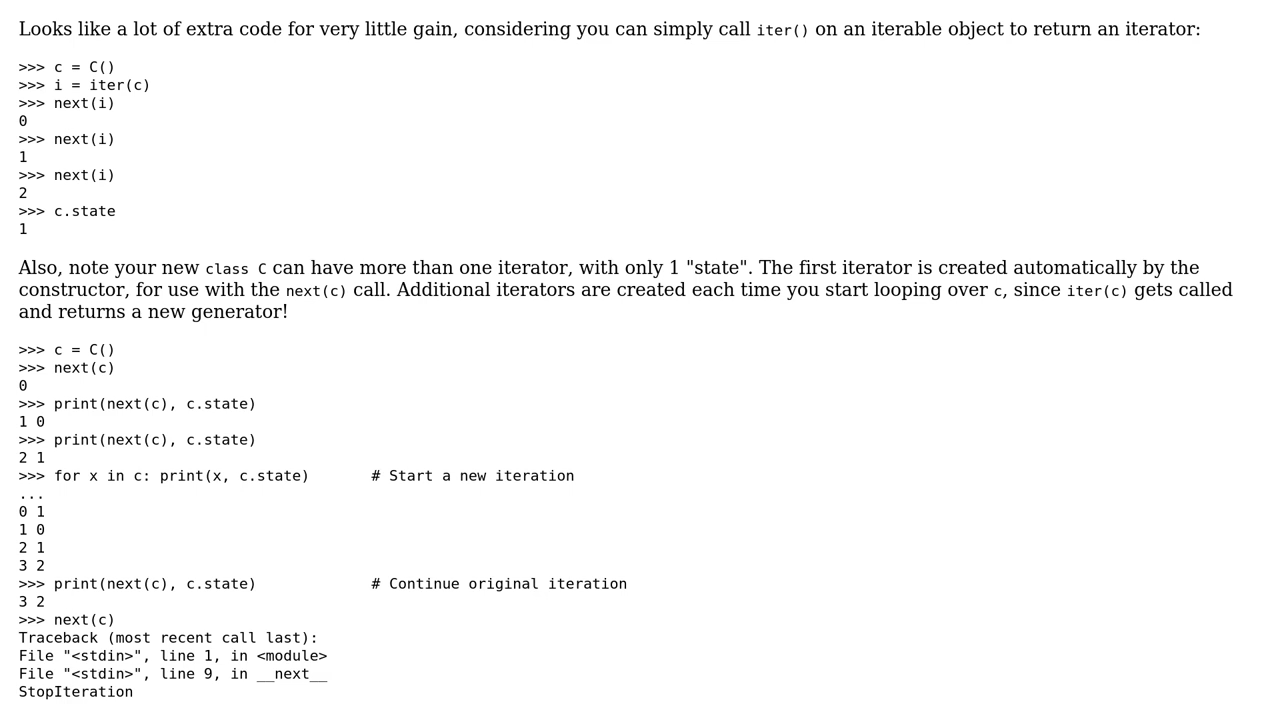 Looks like a lot of extra code for very little gain, considering you can simply call iter() on an iterable object to return an iterator:
>>> c = C()
>>> i = iter(c)
>>> next(i)
0
>>> next(i)
1
>>> next(i)
2
>>> c.state
1
Also, note your new class C can have more than one iterator, with only 1 "state". The first iterator is created automatically by the
constructor, for use with the next(c) call. Additional iterators are created each time you start looping over c, since iter(c) gets called
and returns a new generator!
>>> c = C()
>>> next(c)
0
>>> print(next(c), c.state)
1 0
>>> print(next(c), c.state)
2 1
>>> for x in c: print(x, c.state)       # Start a new iteration
...
0 1
1 0
2 1
3 2
>>> print(next(c), c.state)             # Continue original iteration
3 2
>>> next(c)
Traceback (most recent call last):
File "<stdin>", line 1, in <module>
File "<stdin>", line 9, in __next__
StopIteration